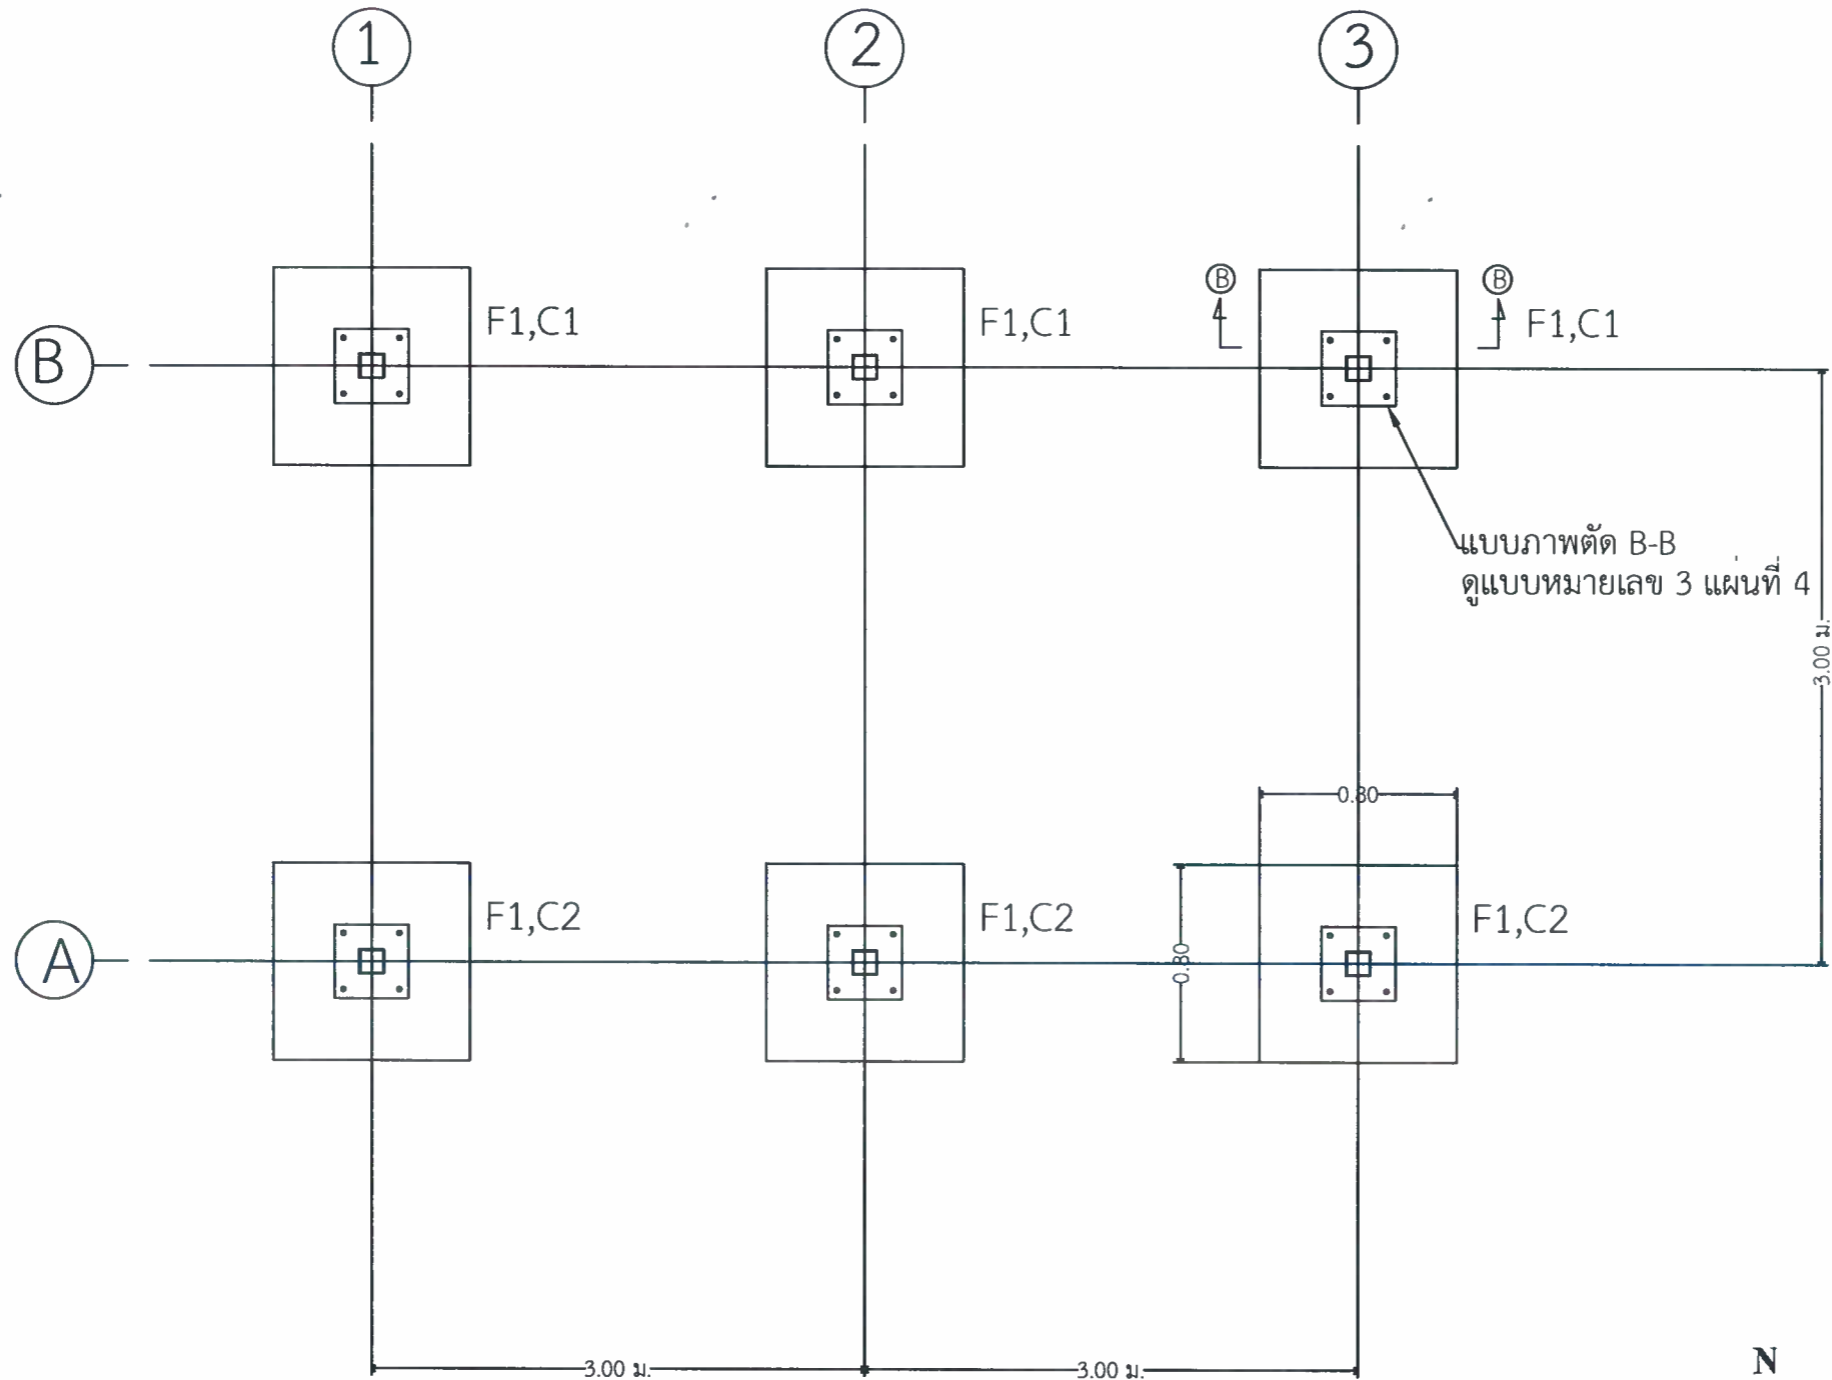 1
2
3
B
F1,C1
F1,C1
B
B
F1,C1
แบบภาพตัด B-B
ดูแบบหมายเลข 3 แผ่นที่ 4
3.00 ม.
0.80
A
F1,C2
F1,C2
0.80
F1,C2
3.00 ม.
3.00 ม.
N